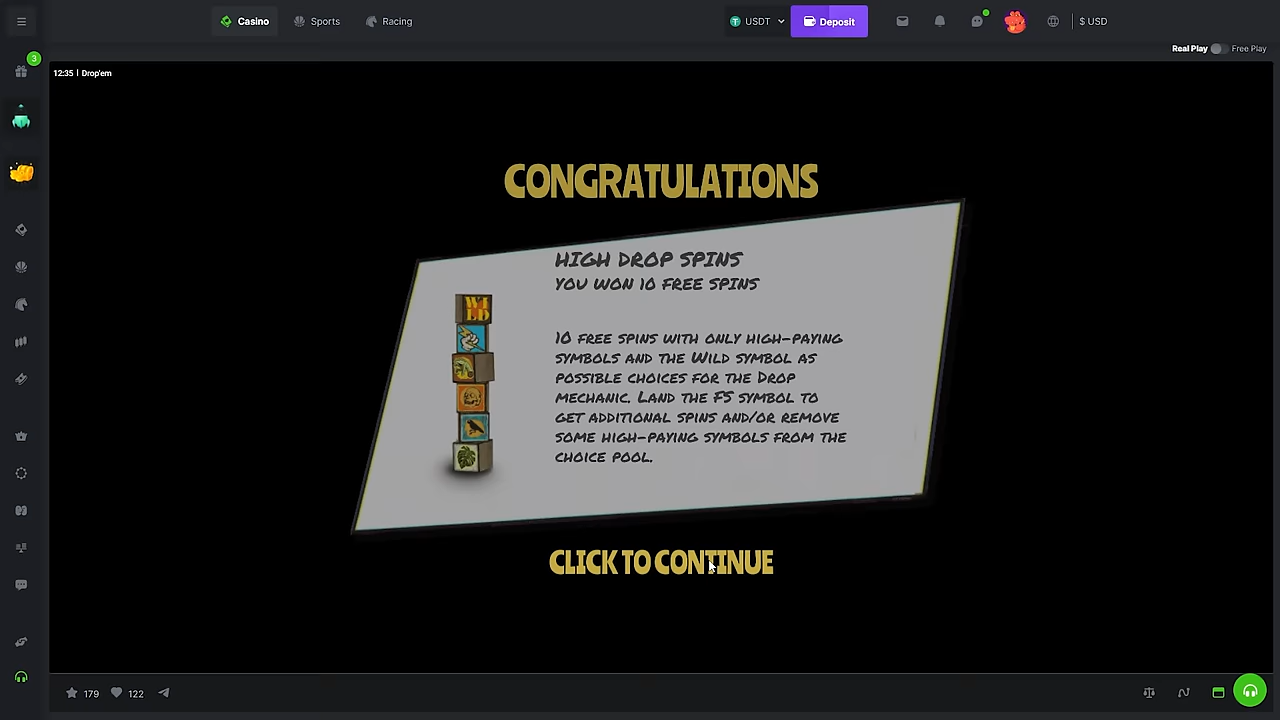 Casino
Sports
Racing
USDT
Deposit
$ USD
Real Play
Free Play
3
12:35 | Drop'em
CONGRATULATIONS
HIGH DROP SPINS
YOU WON 10 FREE SPINS
10 FREE SPINS WITH ONLY HIGH-PAYING
SYMBOLS AND THE WILD SYMBOL AS
POSSIBLE CHOICES FOR THE DROP
MECHANIC. LAND THE FS SYMBOL TO
GET ADDITIONAL SPINS AND/OR REMOVE
SOME HIGH-PAYING SYMBOLS FROM THE
CHOICE POOL.
WI
LD
CLICK TO CONTINUE
179
122